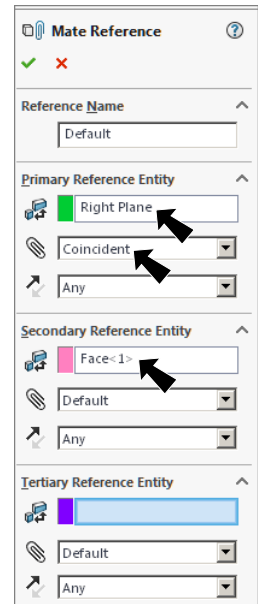 Mate Reference
Reference Name
Default
Primary Reference Entity
Right Plane
Coincident
Any
Secondary Reference Entity
Face<1>
Default
Any
Tertiary Reference Entity
Default
Any